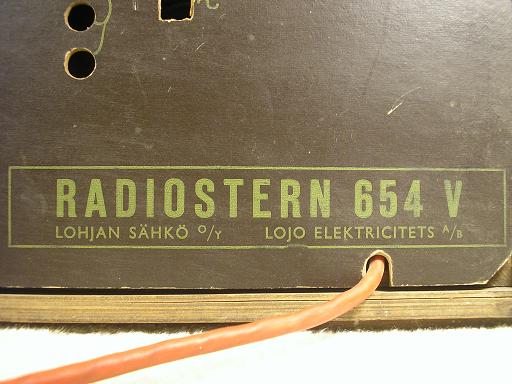 RADIOSTERN 654 V
LOHJAN SÄHKÖ O/Y LOJO ELEKTRICITETS A/B